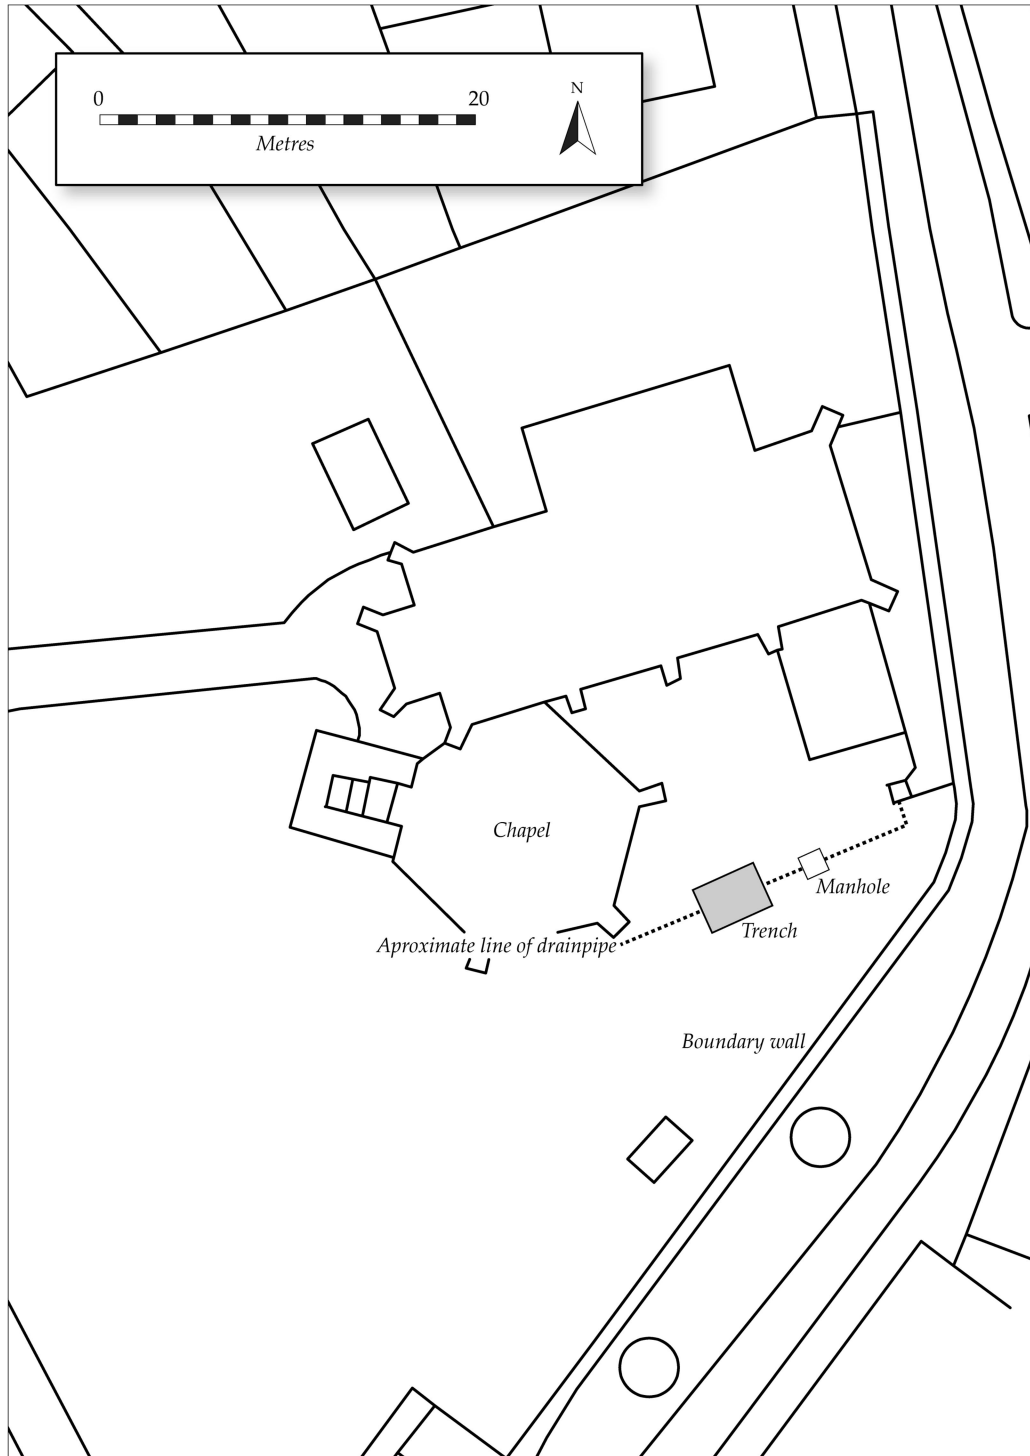 0 20
Metres
N
Chapel
Manhole
Trench
Aproximate line of drainpipe
Boundary wall